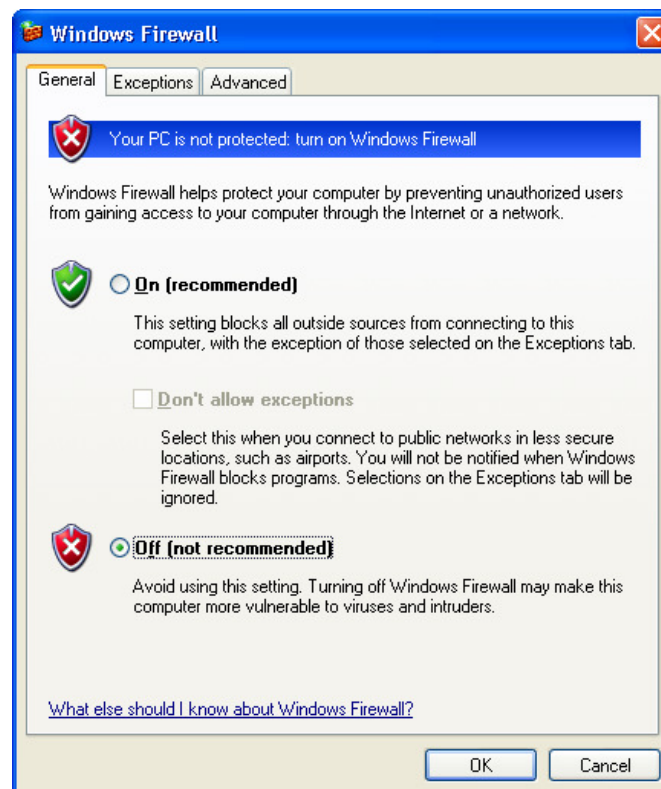 Windows Firewall
General
Exceptions
Advanced
Your PC is not protected: turn on Windows Firewall
Windows Firewall helps protect your computer by preventing unauthorized users
from gaining access to your computer through the Internet or a network.
On (recommended)
This setting blocks all outside sources from connecting to this
computer, with the exception of those selected on the Exceptions tab.
Don't allow exceptions
Select this when you connect to public networks in less secure
locations, such as airports. You will not be notified when Windows
Firewall blocks programs. Selections on the Exceptions tab will be
ignored.
Off (not recommended)
Avoid using this setting. Turning off Windows Firewall may make this
computer more vulnerable to viruses and intruders.
What else should I know about Windows Firewall?
OK
Cancel